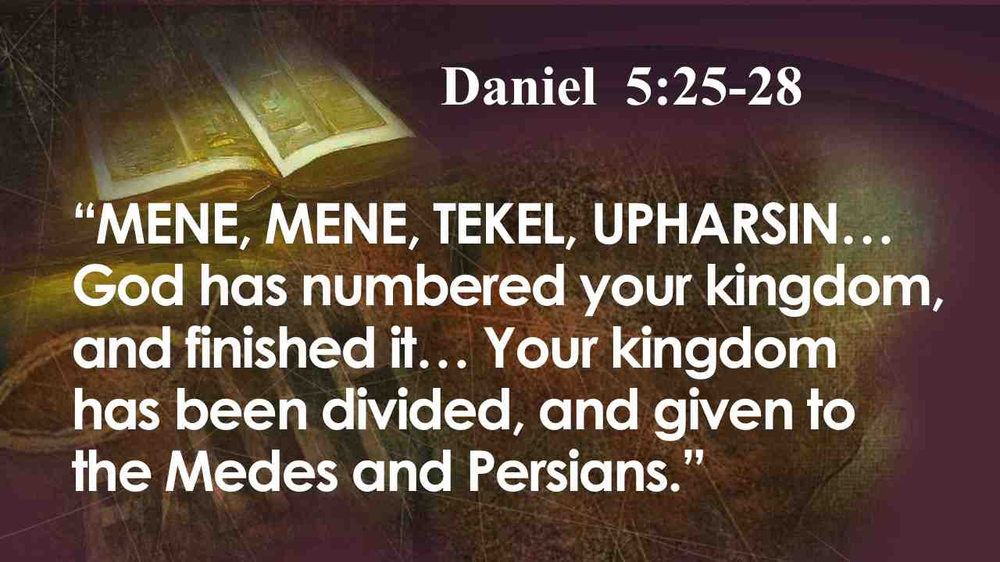 Daniel 5:25-28
“MENE, MENE, TEKEL, UPHARSIN…
God has numbered your kingdom,
and finished it… Your kingdom
has been divided, and given to
the Medes and Persians.”